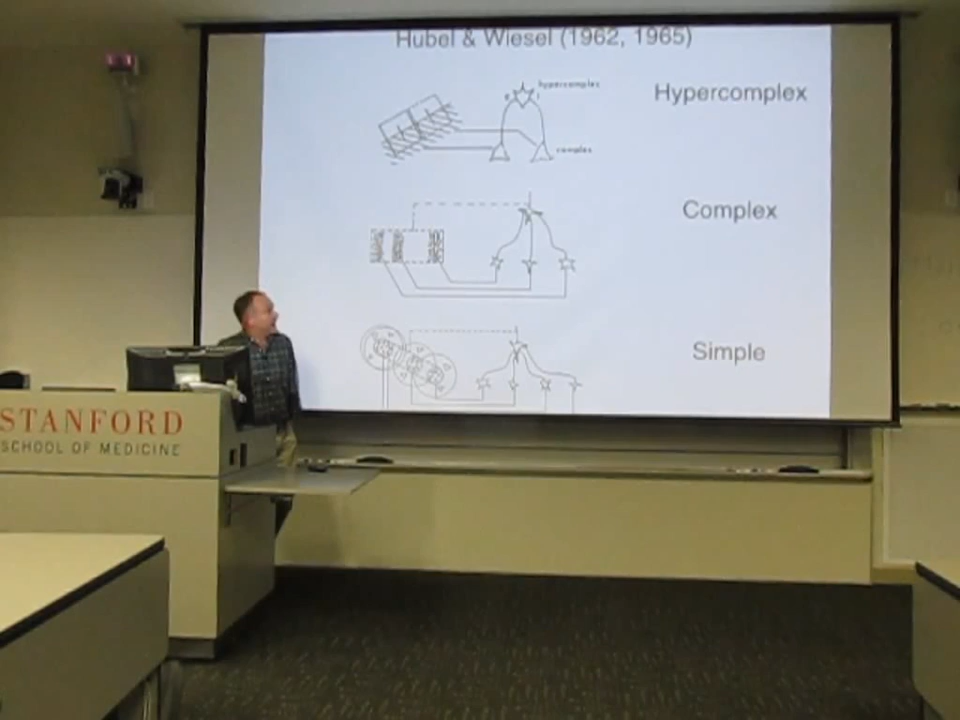 Hubel & Wiesel (1962, 1965)
hypercomplex
Hypercomplex
complex
Complex
Simple
STANFORD
SCHOOL OF MEDICINE